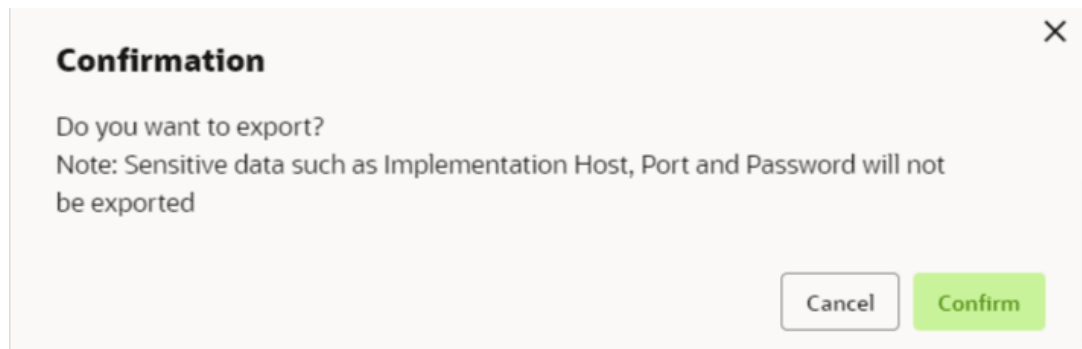 Confirmation
Do you want to export?
Note: Sensitive data such as Implementation Host, Port and Password will not
be exported
Cancel
Confirm